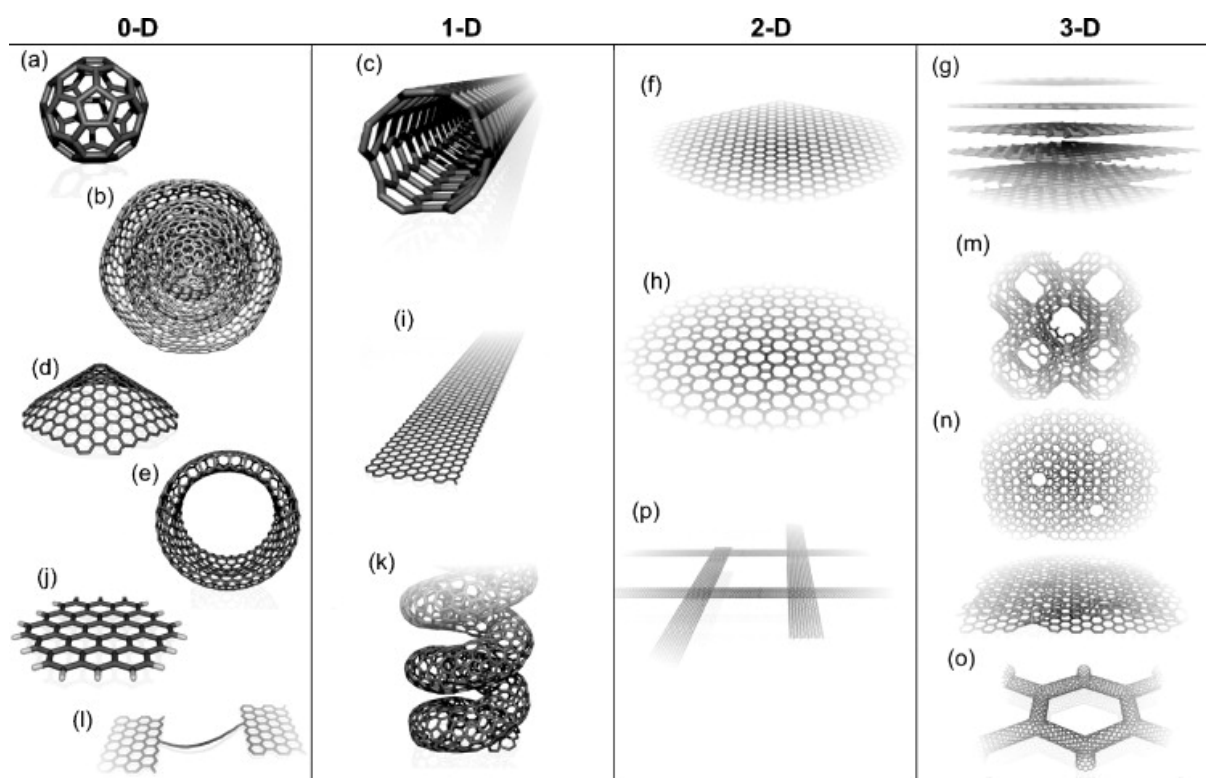 0-D 1-D 2-D 3-D
(a)
(b)
(d)
(e)
(j)
(l)
(c)
(i)
(k)
(f)
(h)
(p)
(g)
(m)
(n)
(o)